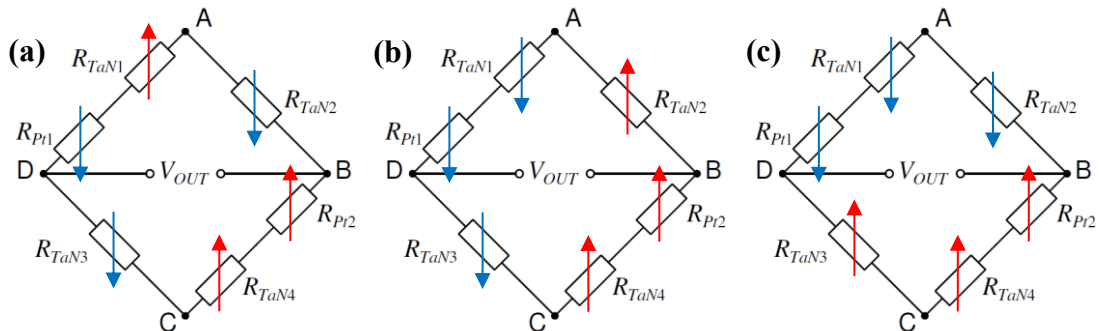 (a)
A
R_TaN1
R_TaN2
R_Pt1
D
V_OUT
B
R_Pt2
R_TaN3
R_TaN4
C
(b)
A
R_TaN1
R_TaN2
R_Pt1
D
V_OUT
B
R_Pt2
R_TaN3
R_TaN4
C
(c)
A
R_TaN1
R_TaN2
R_Pt1
D
V_OUT
B
R_Pt2
R_TaN3
R_TaN4
C